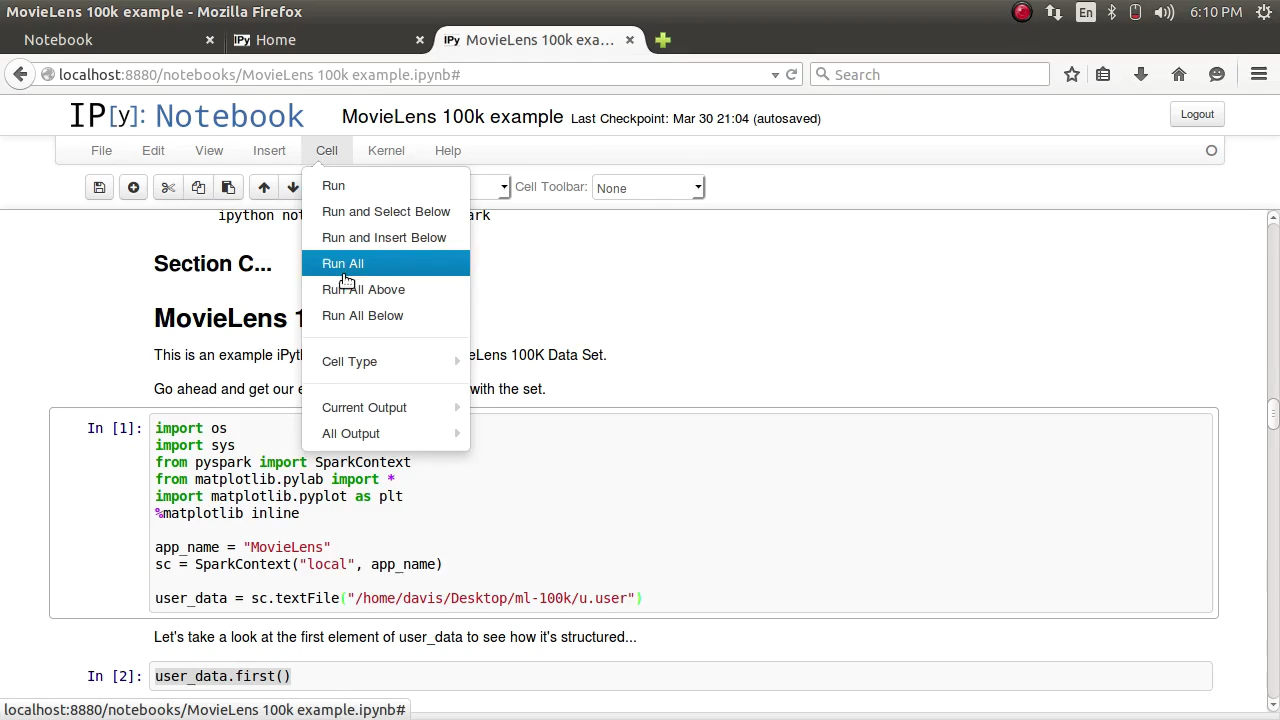 MovieLens 100k example - Mozilla Firefox
En
6:10 PM
Notebook
IPy Home
IPy MovieLens 100k exa...
localhost:8880/notebooks/MovieLens 100k example.ipynb#
Search
IP[y]: Notebook
MovieLens 100k example Last Checkpoint: Mar 30 21:04 (autosaved)
Logout
File Edit View Insert Cell Kernel Help
Cell Toolbar: None
Run
Run and Select Below
Run and Insert Below
Run All
Run All Above
Run All Below
Cell Type
Current Output
All Output
ipython
Section C...
MovieLens
This is an example
100K Data Set.
Go ahead and get our
with the set.
In [1]:
import os
import sys
from pyspark import SparkContext
from matplotlib.pylab import *
import matplotlib.pyplot as plt
%matplotlib inline
app_name = "MovieLens"
sc = SparkContext("local", app_name)
user_data = sc.textFile("/home/davis/Desktop/ml-100k/u.user")
Let's take a look at the first element of user_data to see how it's structured...
In [2]: user_data.first()
localhost:8880/notebooks/MovieLens 100k example.ipynb#